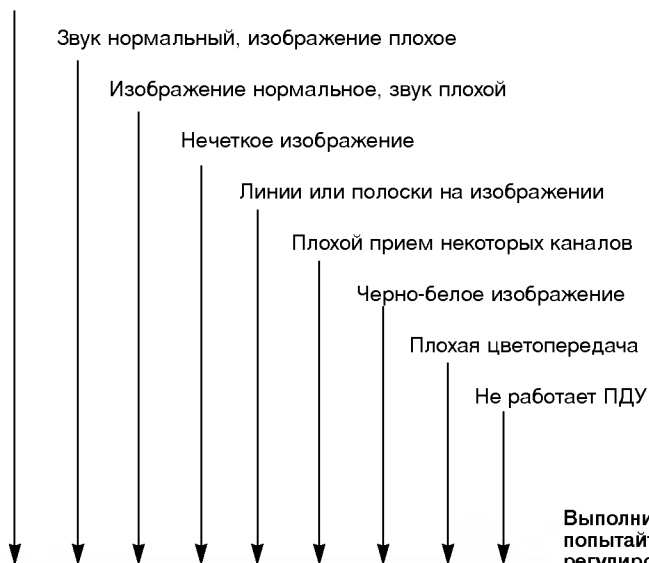 Звук нормальный, изображение плохое
Изображение нормальное, звук плохой
Нечеткое изображение
Линии или полоски на изображении
Плохой прием некоторых каналов
Черно-белое изображение
Плохая цветопередача
Не работает ПДУ